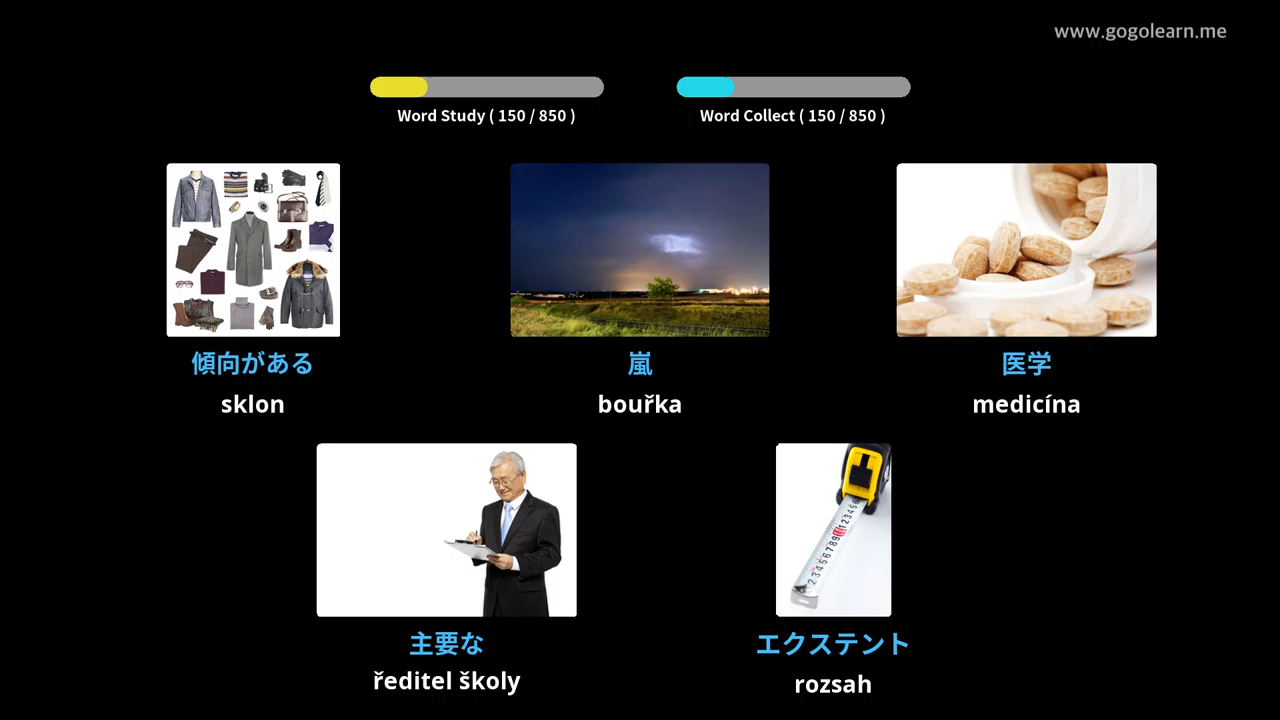 www.gogolearn.me
Word Study ( 150 / 850 )
Word Collect ( 150 / 850 )
傾向がある
sklon
嵐
bouřka
医学
medicína
主要な
ředitel školy
エクステント
rozsah